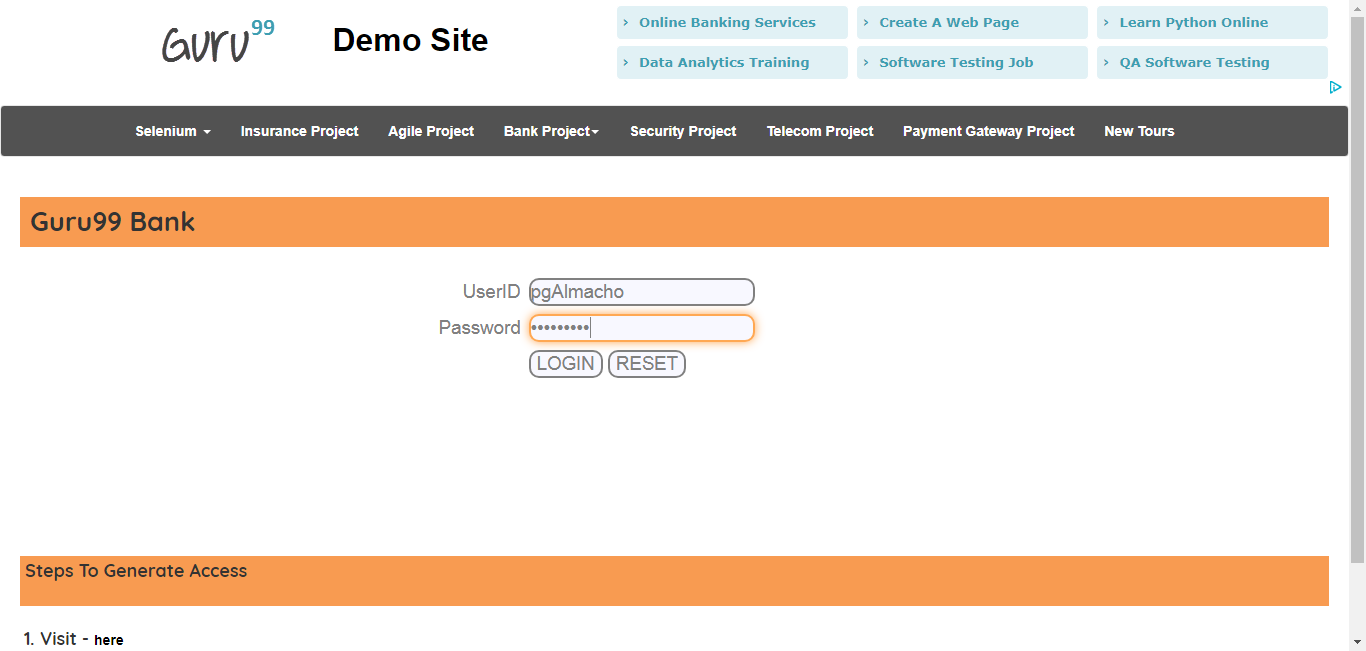 Guru99
Demo Site
› Online Banking Services
› Create A Web Page
› Learn Python Online
› Data Analytics Training
› Software Testing Job
› QA Software Testing
Selenium Insurance Project Agile Project Bank Project Security Project Telecom Project Payment Gateway Project New Tours
Guru99 Bank
UserID pgAlmacho
Password •••••••••
LOGIN RESET
Steps To Generate Access
1. Visit - here